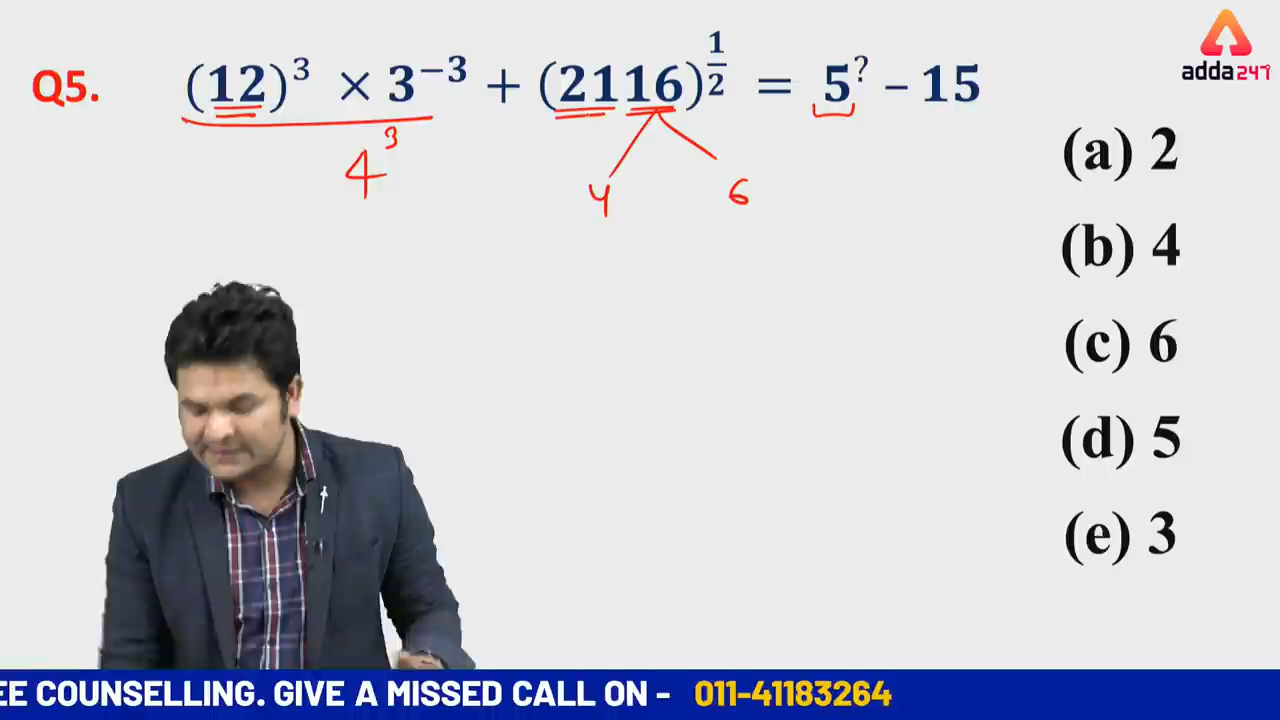 Q5. (12)³ × 3⁻³ + (2116)^½ = 5^? – 15
adda247
4³
4 6
(a) 2
(b) 4
(c) 6
(d) 5
(e) 3
EE COUNSELLING. GIVE A MISSED CALL ON - 011-41183264